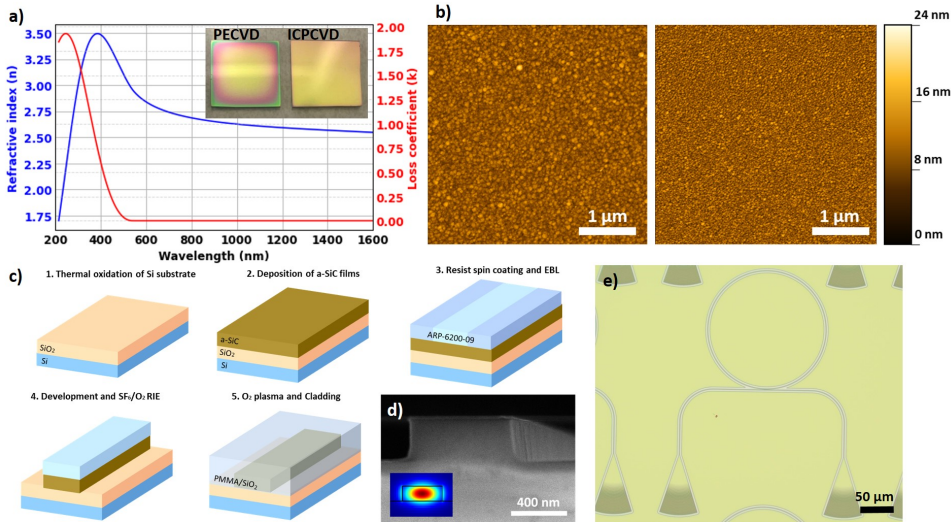 a)
PECVD
ICPCVD
Refractive index (n)
3.50
3.25
3.00
2.75
2.50
2.25
2.00
1.75
200
400
600
800
1000
1200
1400
1600
Wavelength (nm)
2.00
1.75
1.50
1.25
1.00
0.75
0.50
0.25
0.00
Loss coefficient (k)
b)
1 μm
1 μm
24 nm
16 nm
8 nm
0 nm
c)
1. Thermal oxidation of Si substrate
SiO₂
Si
2. Deposition of a-SiC films
a-SiC
SiO₂
Si
3. Resist spin coating and EBL
ARP-6200-09
4. Development and SF₆/O₂ RIE
5. O₂ plasma and Cladding
PMMA/SiO₂
d)
400 nm
e)
50 μm